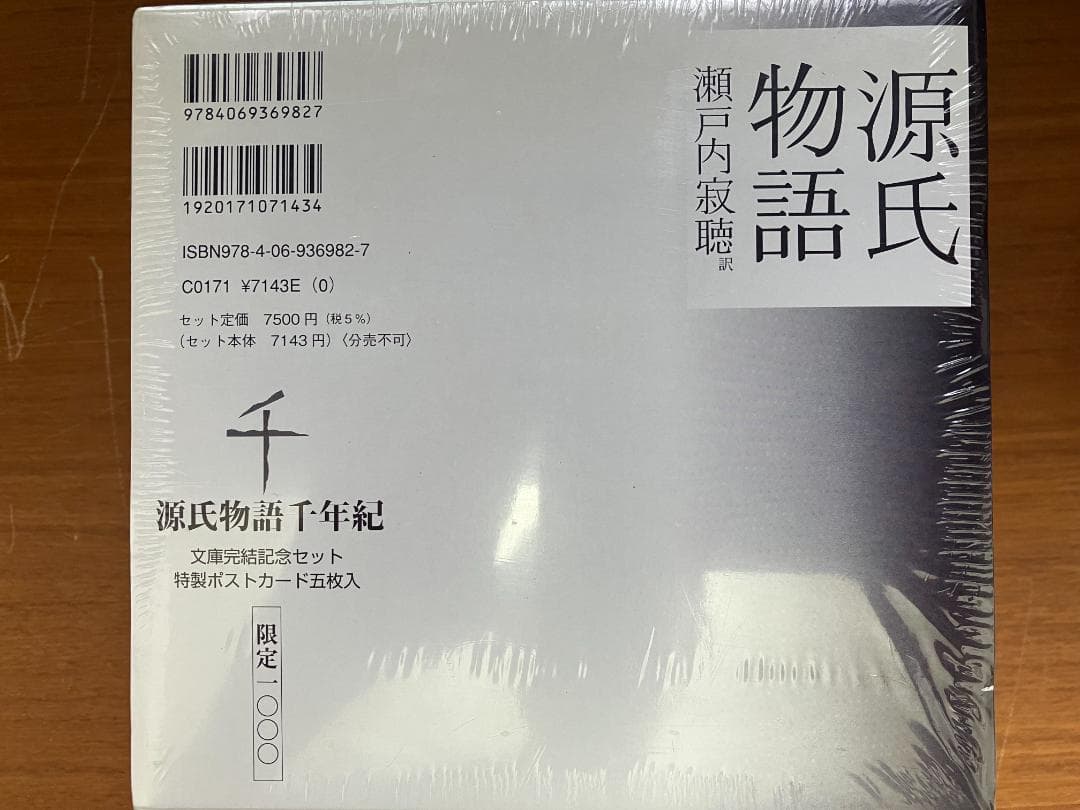 源氏
物語
瀬戸内寂聴訳
9784069369827
1920171071434
ISBN978-4-06-936982-7
C0171 ¥7143E (0)
セット定価 7500円（税5%）
（セット本体 7143円）〈分売不可〉
千
源氏物語千年紀
文庫完結記念セット
特製ポストカード五枚入
限定一〇〇〇